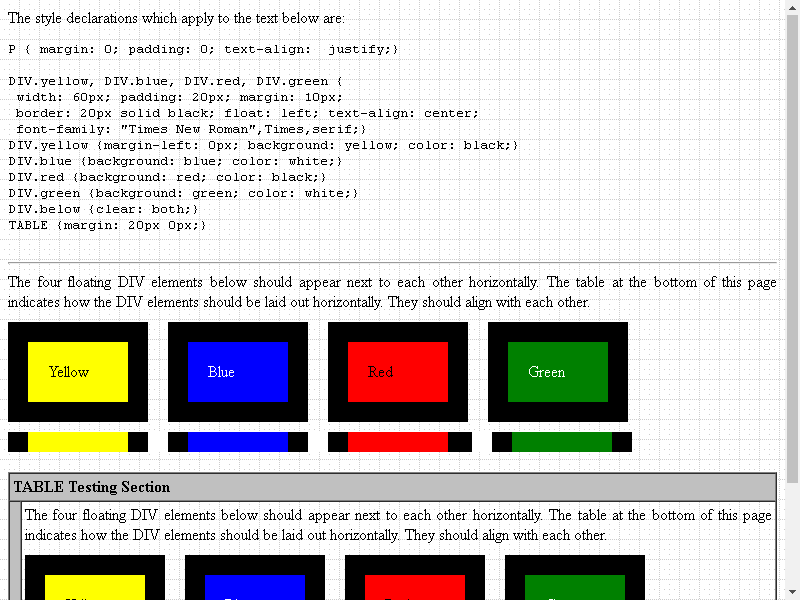 The style declarations which apply to the text below are:
P { margin: 0; padding: 0; text-align:  justify;}
DIV.yellow, DIV.blue, DIV.red, DIV.green {
width: 60px; padding: 20px; margin: 10px;
border: 20px solid black; float: left; text-align: center;
font-family: "Times New Roman",Times,serif;}
DIV.yellow {margin-left: 0px; background: yellow; color: black;}
DIV.blue {background: blue; color: white;}
DIV.red {background: red; color: black;}
DIV.green {background: green; color: white;}
DIV.below {clear: both;}
TABLE {margin: 20px 0px;}
The four floating DIV elements below should appear next to each other horizontally. The table at the bottom of this page
indicates how the DIV elements should be laid out horizontally. They should align with each other.
Yellow Blue Red Green
TABLE Testing Section
The four floating DIV elements below should appear next to each other horizontally. The table at the bottom of this page
indicates how the DIV elements should be laid out horizontally. They should align with each other.